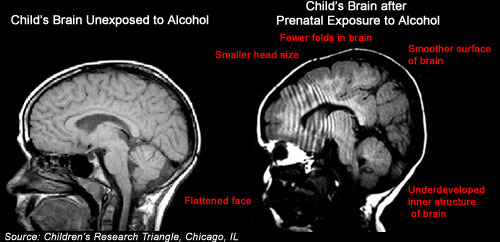 Child's Brain Unexposed to Alcohol
Child's Brain after
Prenatal Exposure to Alcohol
Fewer folds in brain
Smaller head size
Smoother surface
of brain
Flattened face
Underdeveloped
inner structure
of brain
Source: Children's Research Triangle, Chicago, IL